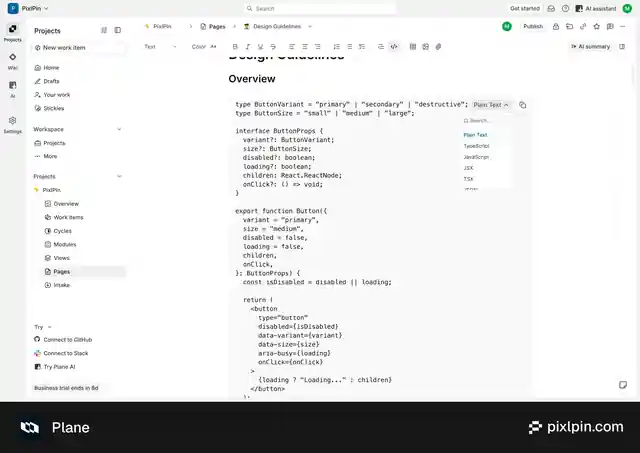 PixlPin
Search
Get started
AI assistant
M
Projects
Wiki
AI
Settings
Projects
New work item
Home
Drafts
Your work
Stickies
Workspace
Projects
More
Projects
PixlPin
Overview
Work items
Cycles
Modules
Views
Pages
Intake
Try
Connect to GitHub
Connect to Slack
Try Plane AI
Business trial ends in 8d
PixlPin > Pages > Design Guidelines
M
Publish
Text
Color Aa
B I U S
AI summary
Design Guidelines
Overview
type ButtonVariant = "primary" | "secondary" | "destructive";
type ButtonSize = "small" | "medium" | "large";
interface ButtonProps {
variant?: ButtonVariant;
size?: ButtonSize;
disabled?: boolean;
loading?: boolean;
children: React.ReactNode;
onClick?: () => void;
}
export function Button({
variant = "primary",
size = "medium",
disabled = false,
loading = false,
children,
onClick,
}: ButtonProps) {
const isDisabled = disabled || loading;
return (
<button
type="button"
disabled={isDisabled}
data-variant={variant}
data-size={size}
aria-busy={loading}
onClick={onClick}
>
{loading ? "Loading..." : children}
</button>
);
Plain Text
Search...
Plain Text
TypeScript
JavaScript
JSX
TSX
Plane
pixlpin.com